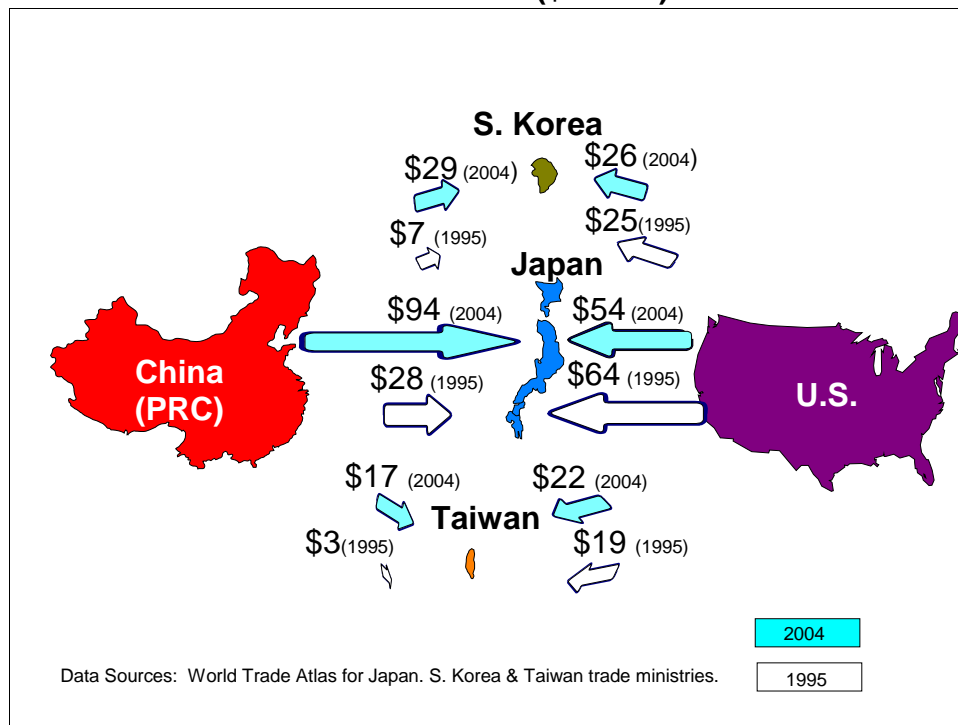 S. Korea
$29 (2004)
$26 (2004)
$7 (1995)
$25(1995)
Japan
$94 (2004)
$54 (2004)
China
(PRC)
$28 (1995)
$64 (1995)
U.S.
$17 (2004)
$22 (2004)
Taiwan
$3(1995)
$19 (1995)
2004
Data Sources: World Trade Atlas for Japan. S. Korea & Taiwan trade ministries.
1995